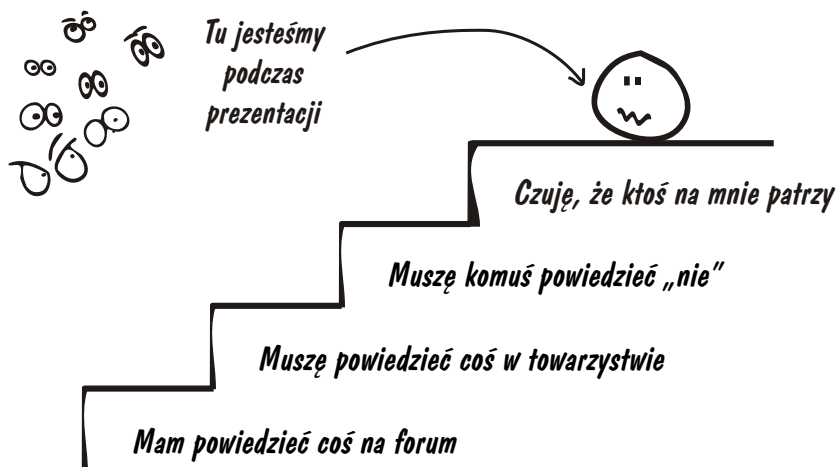 Tu jesteśmy
podczas
prezentacji
Czuję, że ktoś na mnie patrzy
Muszę komuś powiedzieć „nie”
Muszę powiedzieć coś w towarzystwie
Mam powiedzieć coś na forum